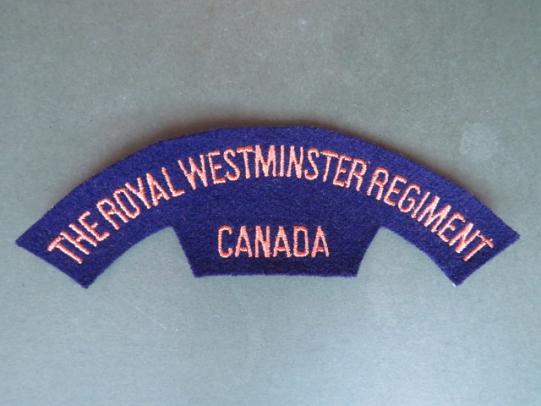 THE ROYAL WESTMINSTER REGIMENT
CANADA